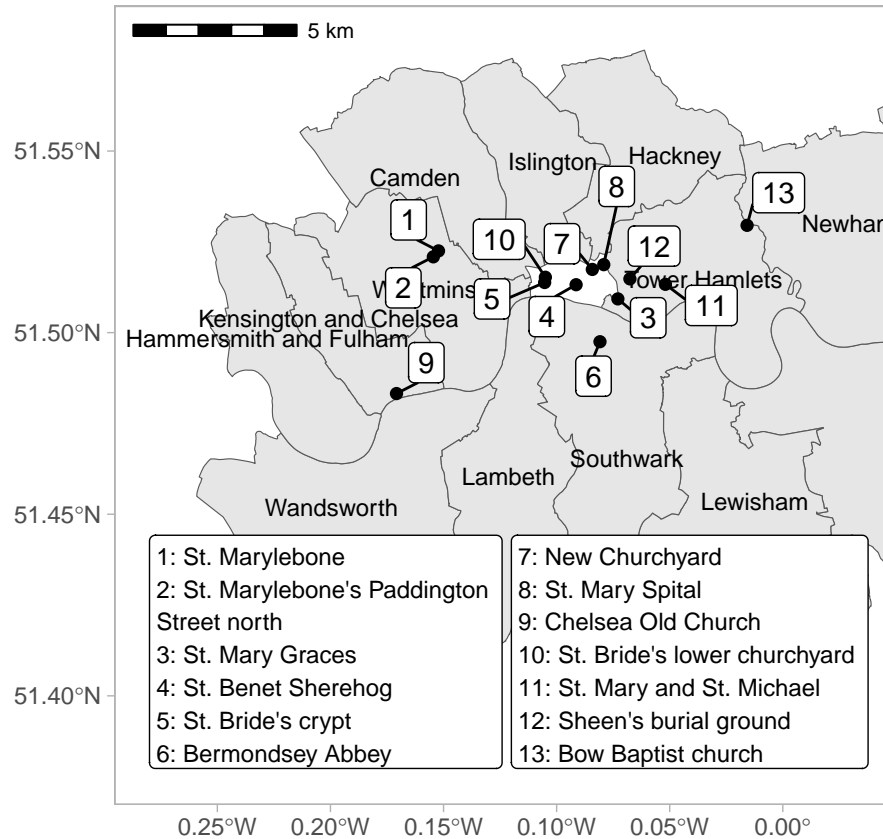 5 km
51.55°N
51.50°N
51.45°N
51.40°N
Hackney
Islington
Camden
8
13
1
Newham
10
7
12
2
Westmins
Tower Hamlets
5
4
3
11
Kensington and Chelsea
Hammersmith and Fulham
9
6
Southwark
Lambeth
Wandsworth
Lewisham
1: St. Marylebone
2: St. Marylebone's Paddington
Street north
3: St. Mary Graces
4: St. Benet Sherehog
5: St. Bride's crypt
6: Bermondsey Abbey
7: New Churchyard
8: St. Mary Spital
9: Chelsea Old Church
10: St. Bride's lower churchyard
11: St. Mary and St. Michael
12: Sheen's burial ground
13: Bow Baptist church
0.25°W
0.20°W
0.15°W
0.10°W
0.05°W
0.00°